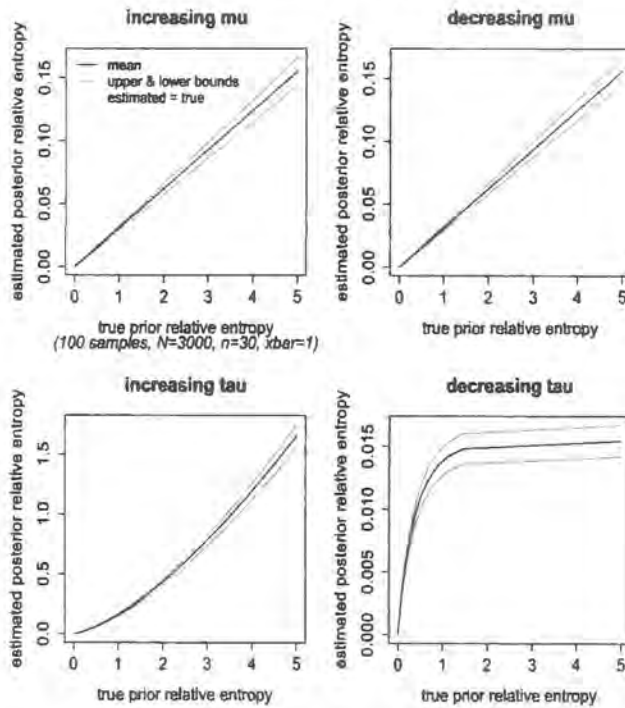 increasing mu
decreasing mu
estimated posterior relative entropy
0.00 0.05 0.10 0.15
mean
upper & lower bounds
estimated = true
0 1 2 3 4 5
true prior relative entropy
(100 samples, N=3000, n=30, xbar=1)
estimated posterior relative entropy
0.00 0.05 0.10 0.15
0 1 2 3 4 5
true prior relative entropy
increasing tau
decreasing tau
estimated posterior relative entropy
0.0 0.5 1.0 1.5
0 1 2 3 4 5
true prior relative entropy
estimated posterior relative entropy
0.000 0.005 0.010 0.015
0 1 2 3 4 5
true prior relative entropy